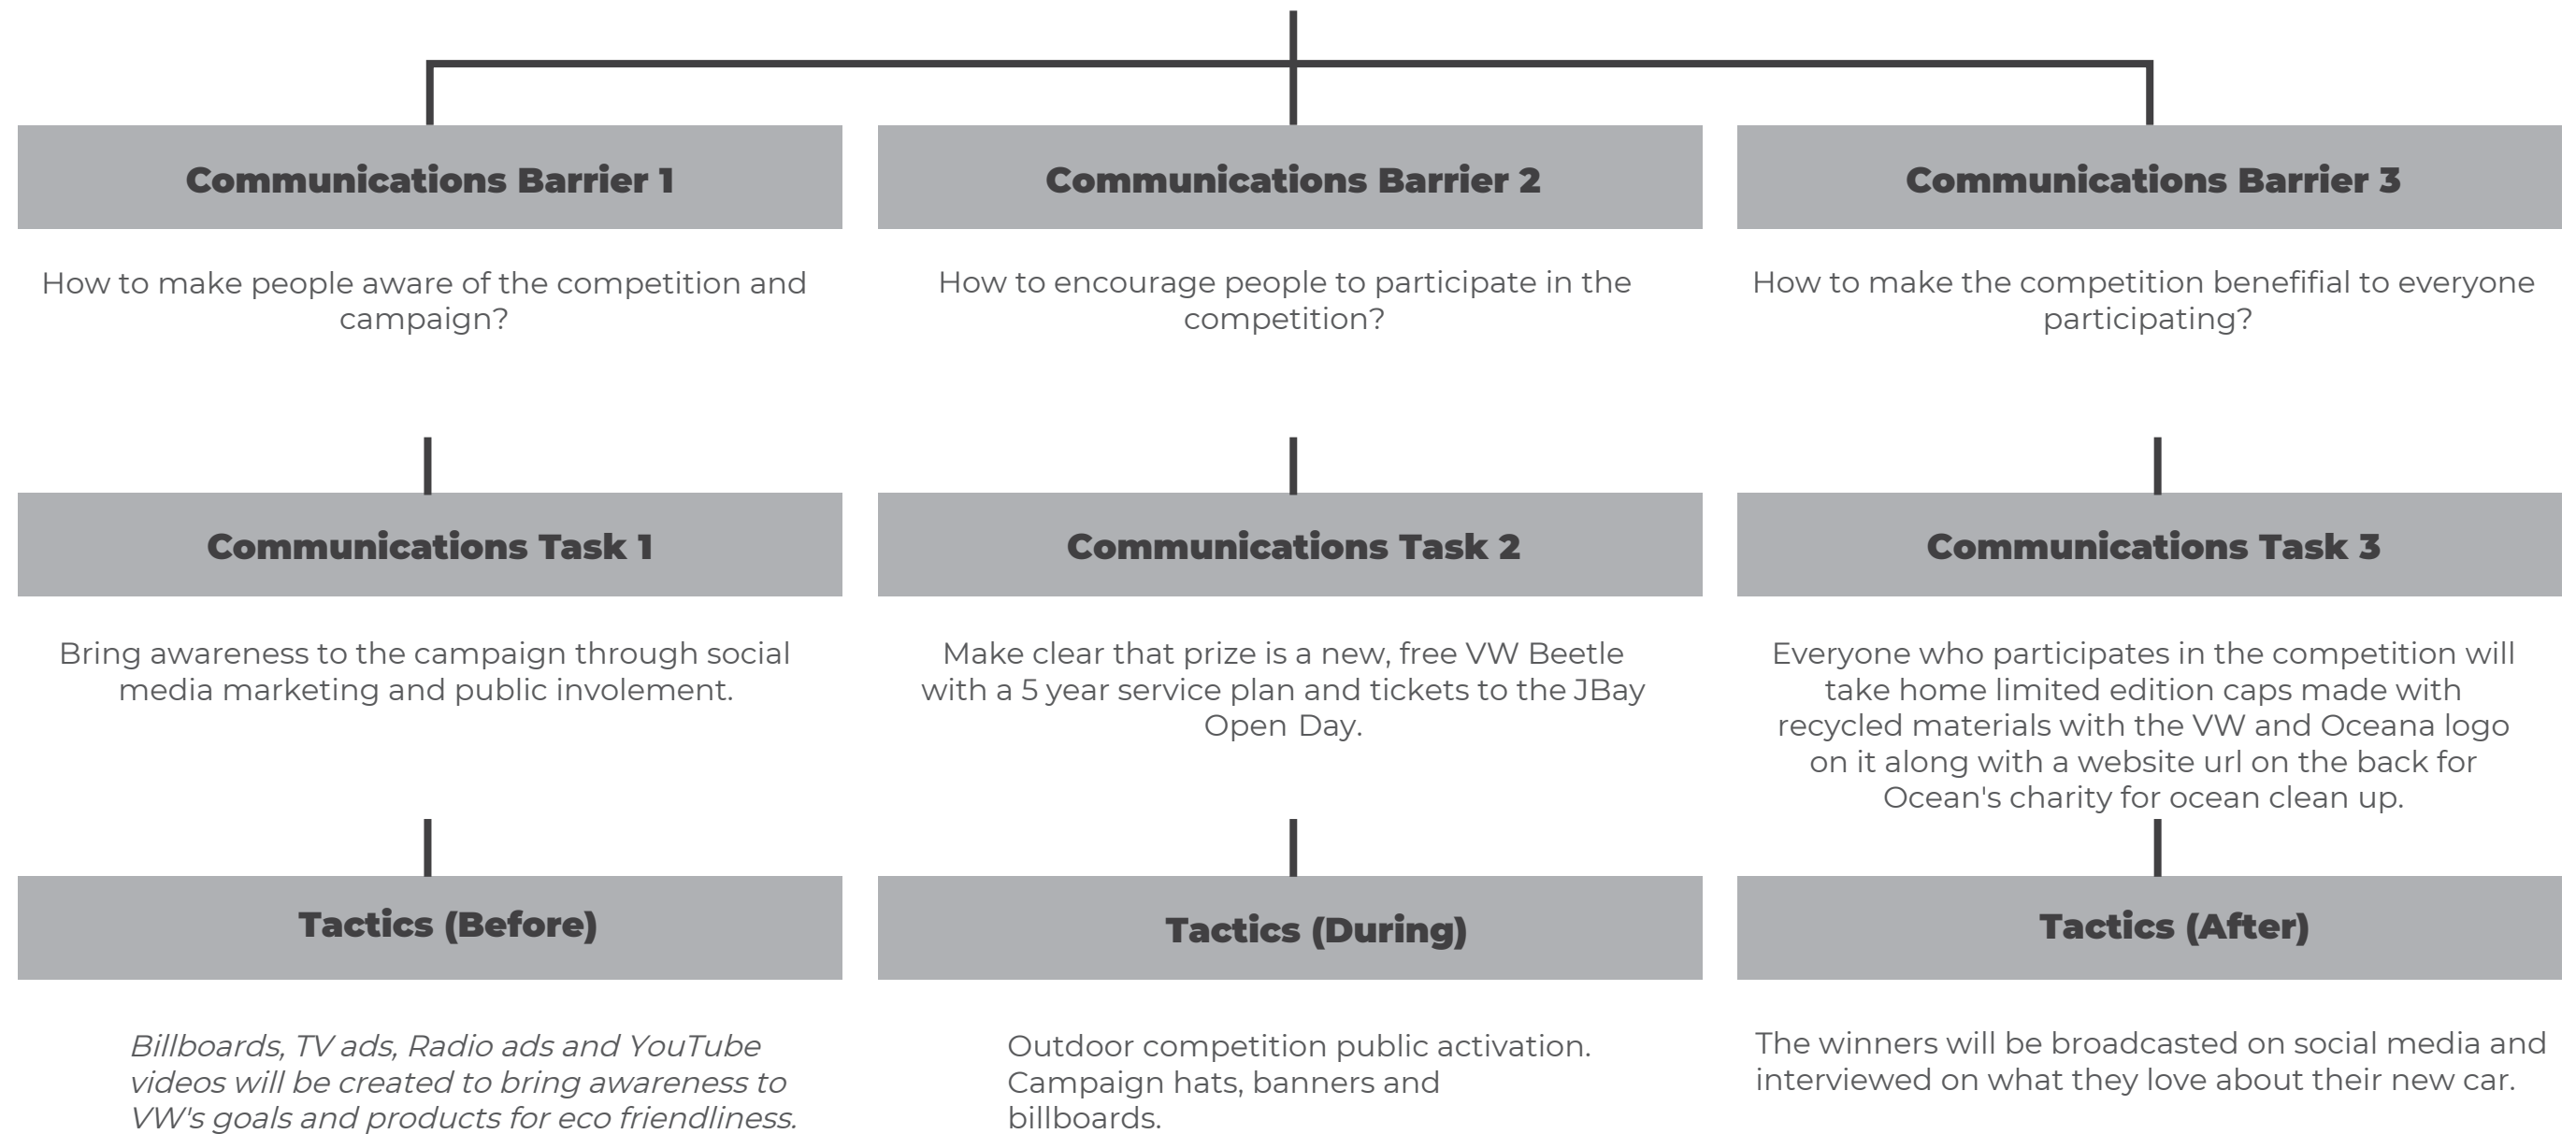 Communications Barrier 1
How to make people aware of the competition and
campaign?
Communications Barrier 2
How to encourage people to participate in the
competition?
Communications Barrier 3
How to make the competition benefifial to everyone
participating?
Communications Task 1
Bring awareness to the campaign through social
media marketing and public involement.
Communications Task 2
Make clear that prize is a new, free VW Beetle
with a 5 year service plan and tickets to the JBay
Open Day.
Communications Task 3
Everyone who participates in the competition will
take home limited edition caps made with
recycled materials with the VW and Oceana logo
on it along with a website url on the back for
Ocean's charity for ocean clean up.
Tactics (Before)
Billboards, TV ads, Radio ads and YouTube
videos will be created to bring awareness to
VW's goals and products for eco friendliness.
Tactics (During)
Outdoor competition public activation.
Campaign hats, banners and
billboards.
Tactics (After)
The winners will be broadcasted on social media and
interviewed on what they love about their new car.